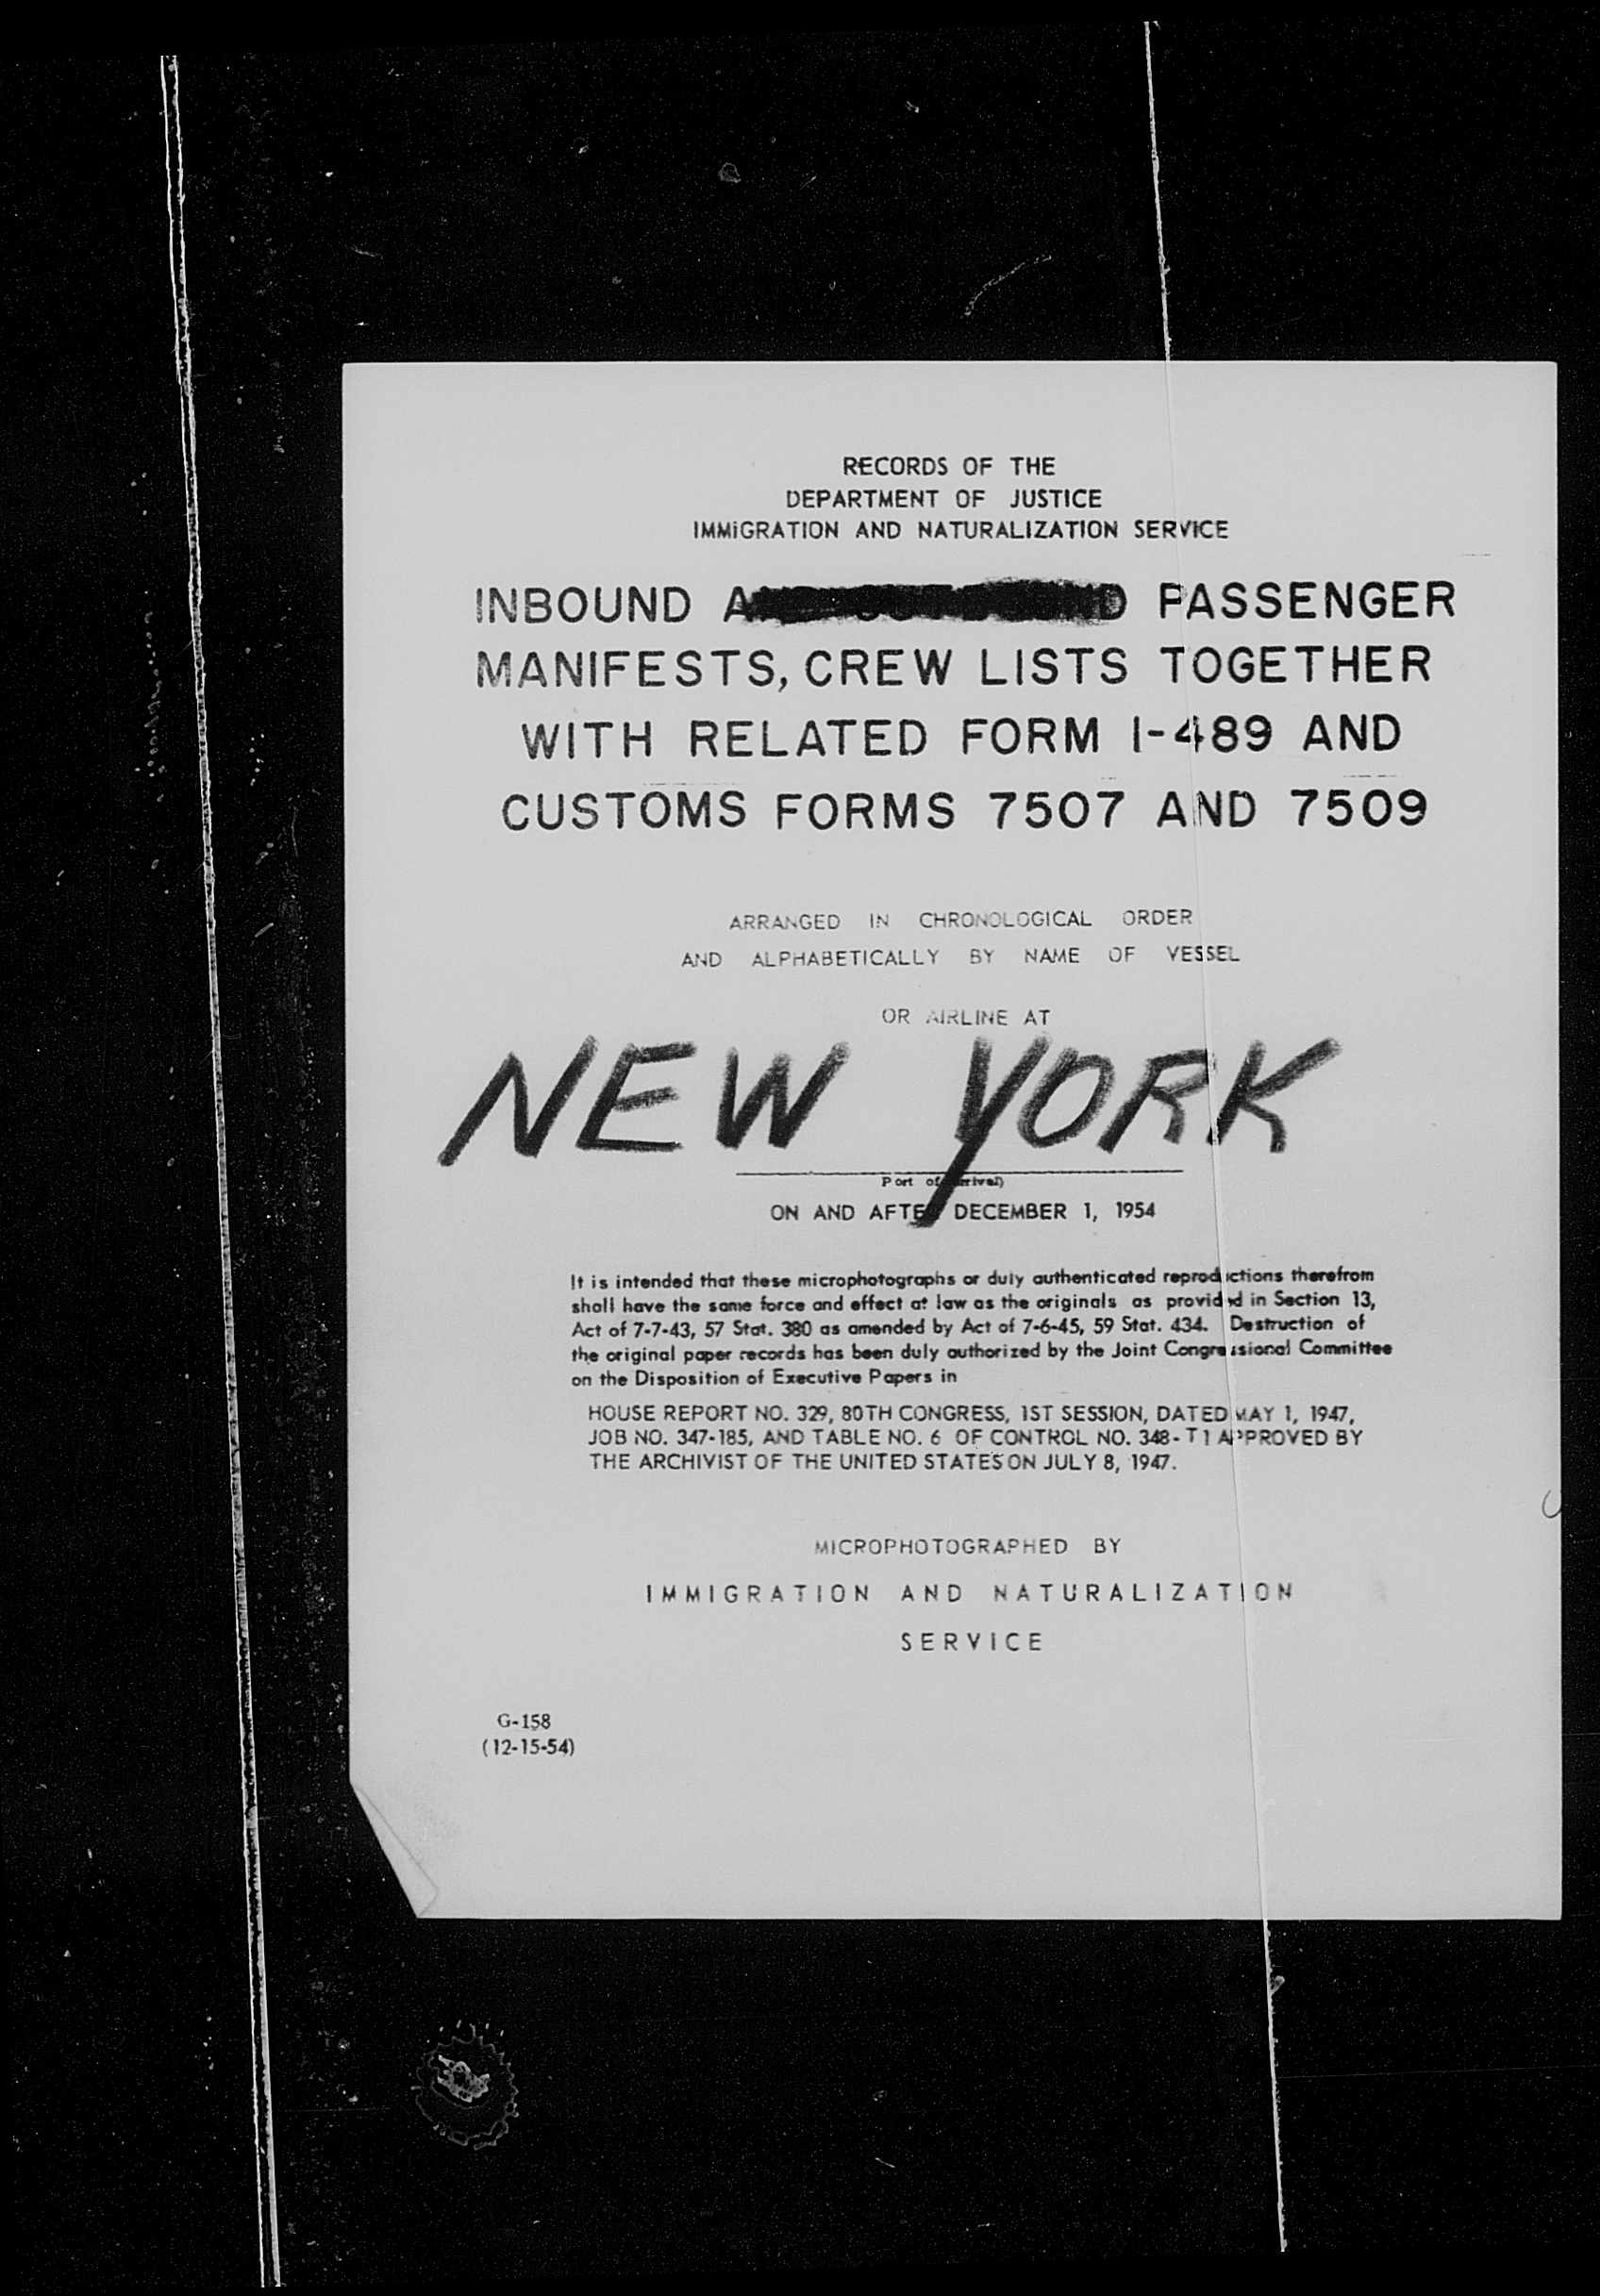 RECORDS OF THE
DEPARTMENT OF JUSTICE
IMMIGRATION AND NATURALIZATION SERVICE
INBOUND PASSENGER
MANIFESTS, CREW LISTS TOGETHER
WITH RELATED FORM I-489 AND
CUSTOMS FORMS 7507 AND 7509
ARRANGED IN CHRONOLOGICAL ORDER
AND ALPHABETICALLY BY NAME OF VESSEL
OR AIRLINE AT
NEW YORK
Port of
ON AND AFTER DECEMBER 1, 1954
It is intended that these microphotographs or duly authenticated reproductions therefrom
shall have the same force and effect at law as the originals as provided in Section 13,
Act of 7-7-43, 57 Stat. 380 as amended by Act of 7-6-45, 59 Stat. 434. Destruction of
the original paper records has been duly authorized by the Joint Congressional Committee
on the Disposition of Executive Papers in
HOUSE REPORT NO. 329, 80TH CONGRESS, 1ST SESSION, DATED MAY 1, 1947,
JOB NO. 347-185, AND TABLE NO. 6 OF CONTROL NO. 348-T1 APPROVED BY
THE ARCHIVIST OF THE UNITED STATES ON JULY 8, 1947.
MICROPHOTOGRAPHED BY
IMMIGRATION AND NATURALIZATION
SERVICE
G-158
(12-15-54)